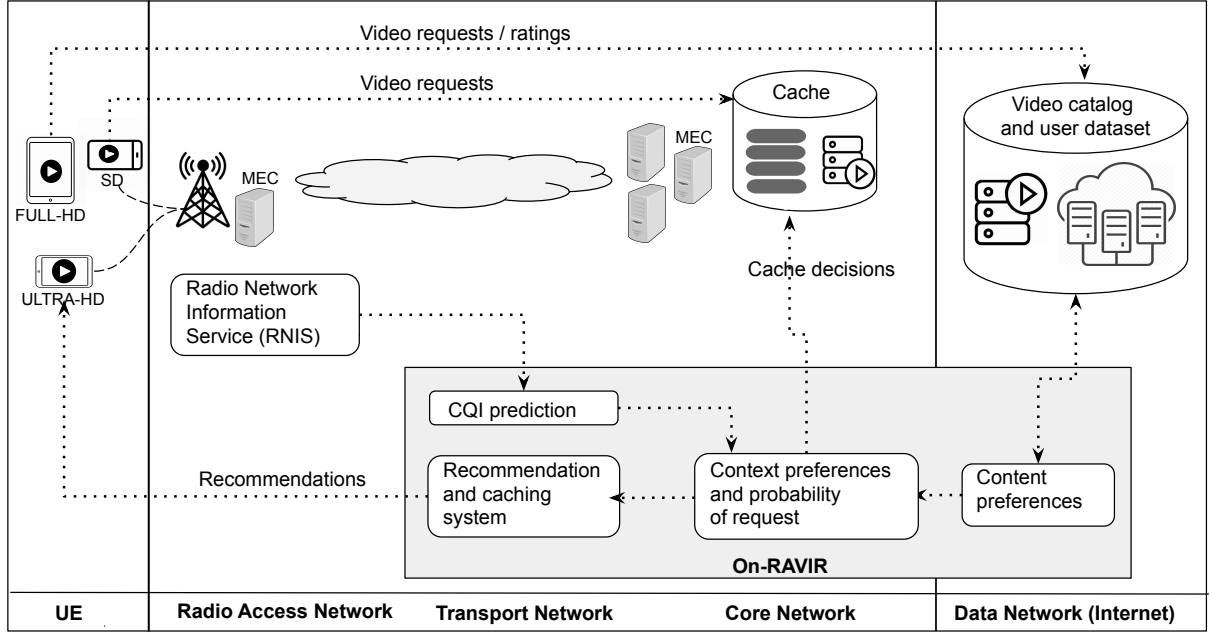 Video requests / ratings
Video requests
Cache
Video catalog
and user dataset
MEC
SD
MEC
FULL-HD
ULTRA-HD
Cache decisions
Radio Network
Information
Service (RNIS)
CQI prediction
Recommendations
Recommendation
and caching
system
Context preferences
and probability
of request
Content
preferences
On-RAVIR
UE
Radio Access Network
Transport Network
Core Network
Data Network (Internet)